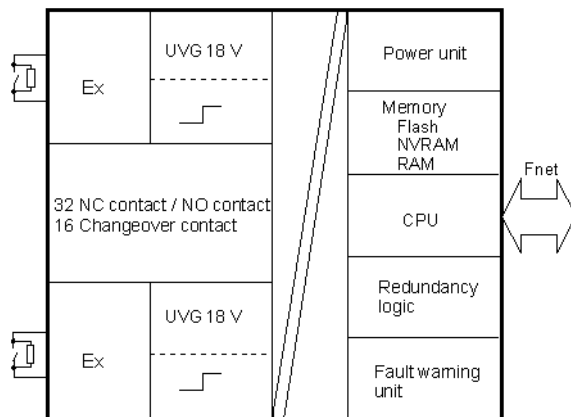 UVG 18 V
Ex
32 NC contact / NO contact
16 Changeover contact
UVG 18 V
Ex
Power unit
Memory
Flash
NVRAM
RAM
CPU
Redundancy
logic
Fault warning
unit
Fnet